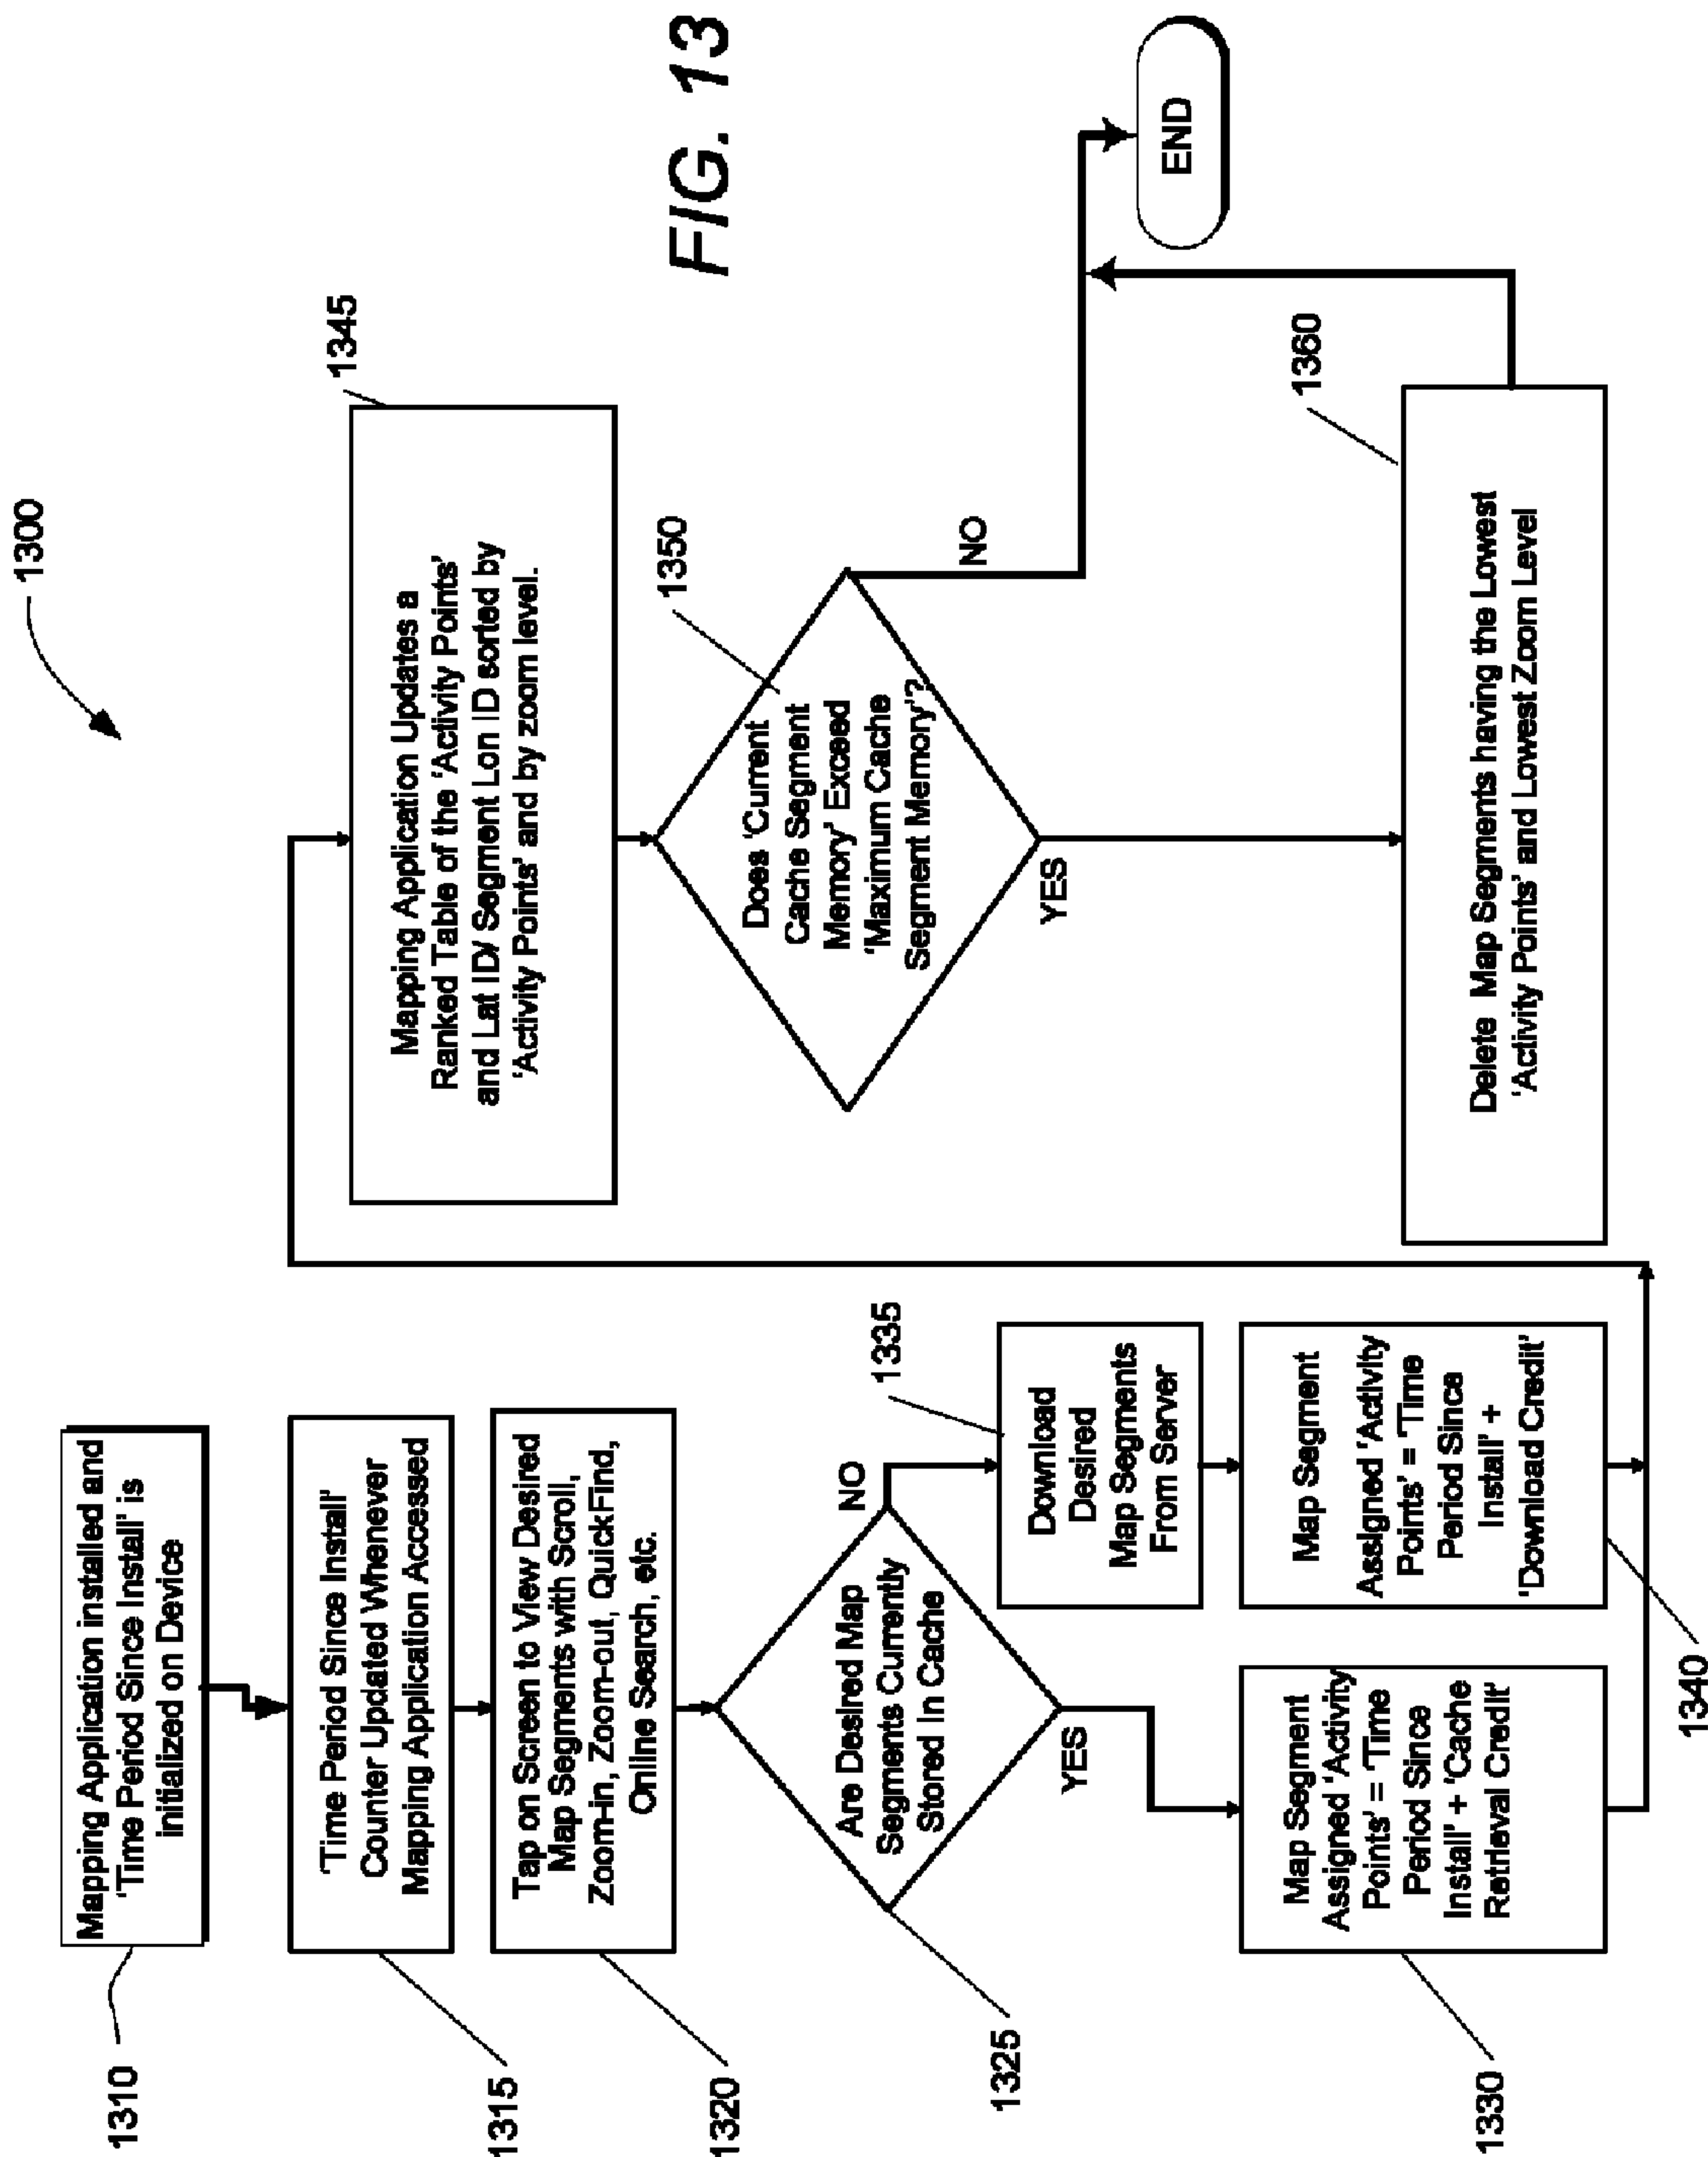 1300
Mapping Application installed and
'Time Period Since Install' is
initialized on Device
1310
'Time Period Since Install'
Counter Updated Whenever
Mapping Application Accessed
1315
Tap on Screen to View Desired
Map Segments with Scroll,
Zoom-in, Zoom-out, QuickFind,
Online Search, etc.
1320
Are Desired Map
Segments Currently
Stored In Cache
1325
NO
YES
Download
Desired
Map Segments
From Server
1335
Map Segment
Assigned 'Activity
Points' = 'Time
Period Since
Install' + 'Cache
Retrieval Credit'
1330
Map Segment
Assigned 'Activity
Points' = 'Time
Period Since
Install' +
'Download Credit'
1340
Mapping Application Updates a
Ranked Table of the 'Activity Points'
and Lat ID/ Segment Lon ID sorted by
'Activity Points' and by zoom level.
1345
Does 'Current
Cache Segment
Memory' Exceed
'Maximum Cache
Segment Memory'?
1350
NO
YES
Delete Map Segments having the Lowest
'Activity Points' and Lowest Zoom Level
1360
END
FIG. 13